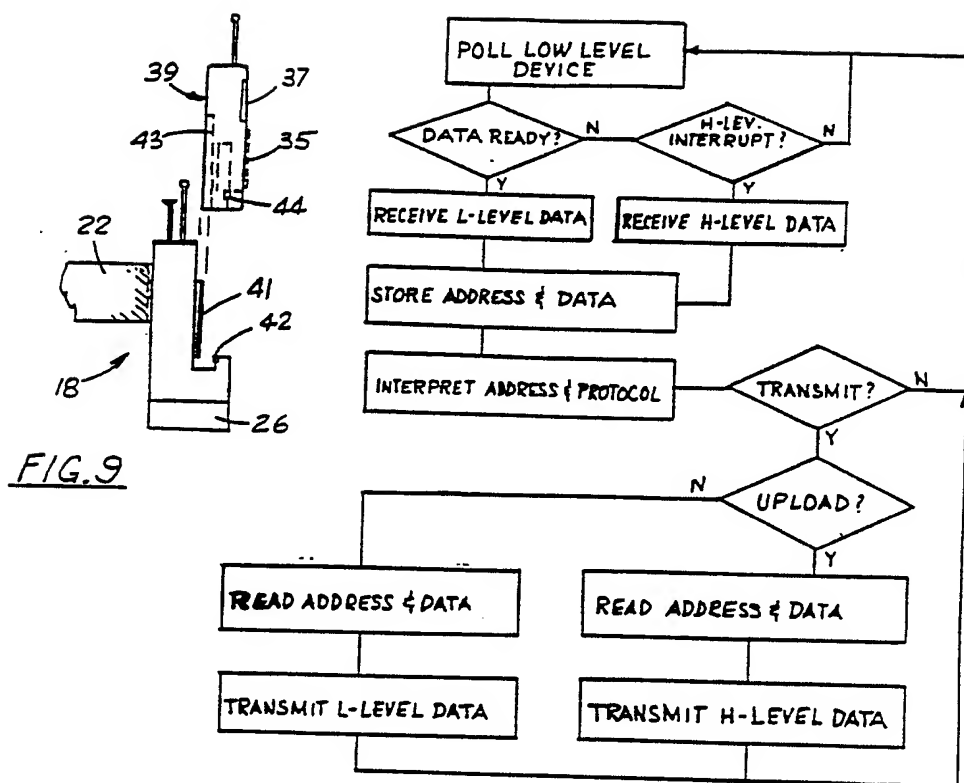 39
37
43
35
44
22
41
42
18
26
FIG.9
POLL LOW LEVEL
DEVICE
DATA READY?
N
H-LEV.
INTERRUPT?
N
Y
Y
RECEIVE L-LEVEL DATA
RECEIVE H-LEVEL DATA
STORE ADDRESS & DATA
INTERPRET ADDRESS & PROTOCOL
TRANSMIT?
N
Y
N
UPLOAD?
Y
READ ADDRESS & DATA
READ ADDRESS & DATA
TRANSMIT L-LEVEL DATA
TRANSMIT H-LEVEL DATA